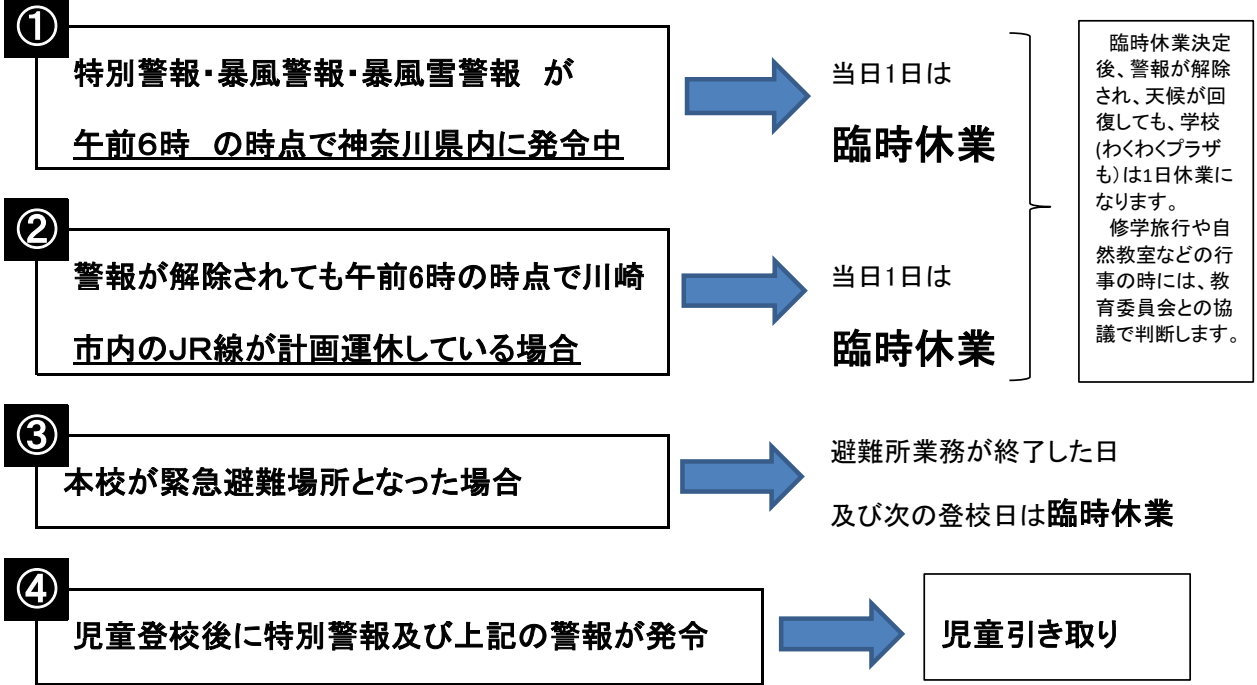 ①
特別警報・暴風警報・暴風雪警報　が
午前６時　の時点で神奈川県内に発令中
当日1日は
臨時休業
②
警報が解除されても午前6時の時点で川崎
市内のＪＲ線が計画運休している場合
当日1日は
臨時休業
臨時休業決定
後、警報が解除
され、天候が回
復しても、学校
(わくわくプラザ
も）は1日休業に
なります。
修学旅行や自
然教室などの行
事の時には、教
育委員会との協
議で判断します。
③
本校が緊急避難場所となった場合
避難所業務が終了した日
及び次の登校日は臨時休業
④
児童登校後に特別警報及び上記の警報が発令
児童引き取り